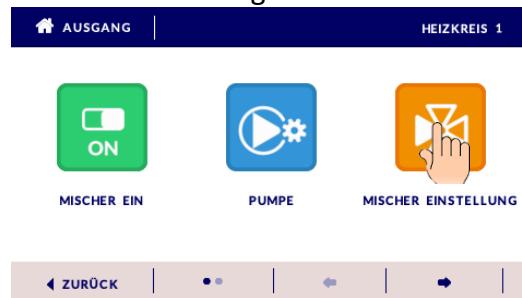 AUSGANG
HEIZKREIS 1
ON
MISCHER EIN
PUMPE
MISCHER EINSTELLUNG
ZURÜCK